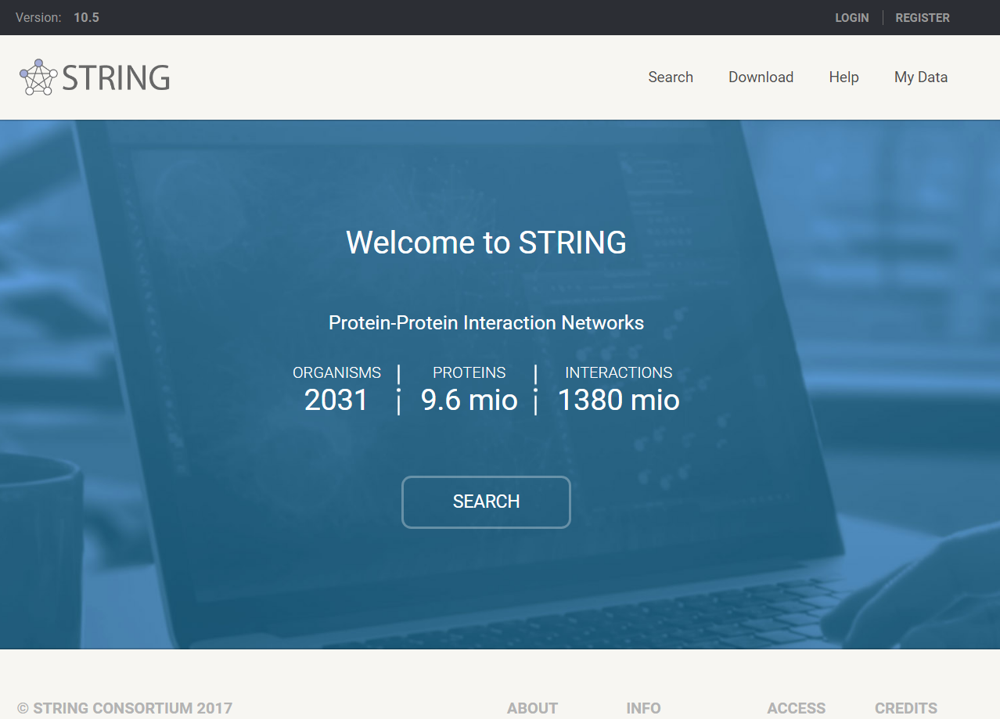 Version: 10.5
LOGIN REGISTER
STRING
Search Download Help My Data
Welcome to STRING
Protein-Protein Interaction Networks
ORGANISMS PROTEINS INTERACTIONS
2031 9.6 mio 1380 mio
SEARCH
© STRING CONSORTIUM 2017 ABOUT INFO ACCESS CREDITS